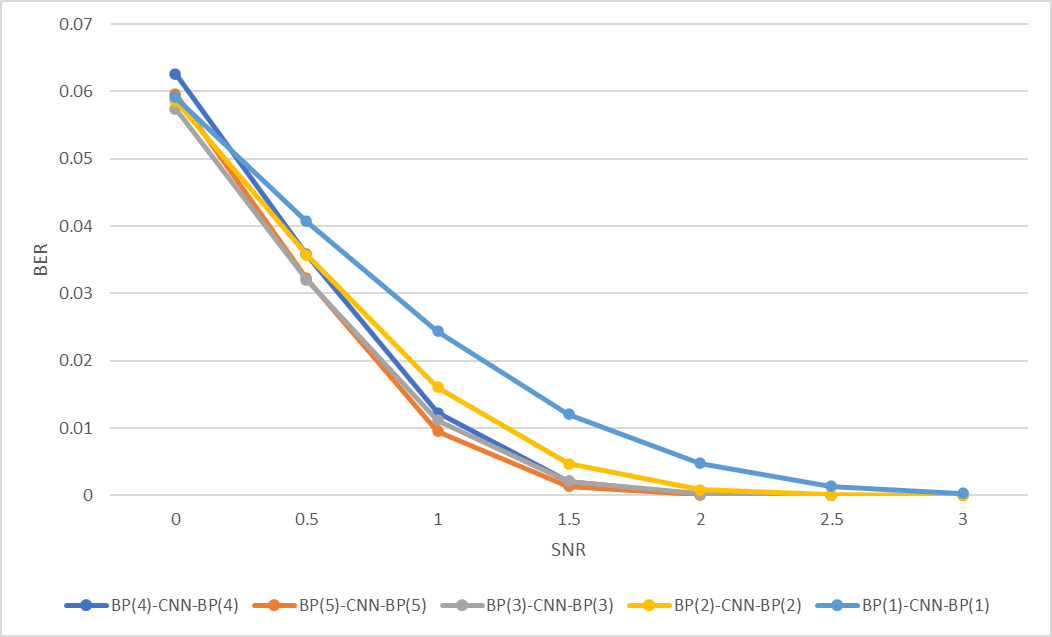 0.07
0.06
0.05
0.04
0.03
0.02
0.01
0
BER
0 0.5 1 1.5 2 2.5 3
SNR
BP(4)-CNN-BP(4) BP(5)-CNN-BP(5) BP(3)-CNN-BP(3) BP(2)-CNN-BP(2) BP(1)-CNN-BP(1)